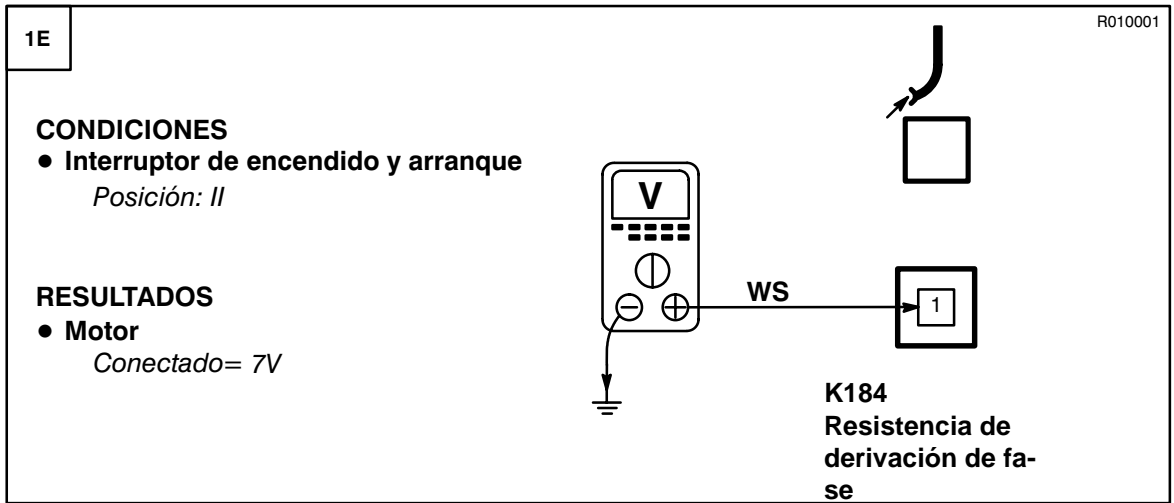 1E
R010001
CONDICIONES
● Interruptor de encendido y arranque
Posición: II
RESULTADOS
● Motor
Conectado= 7V
V
WS
1
K184
Resistencia de
derivación de fa-
se